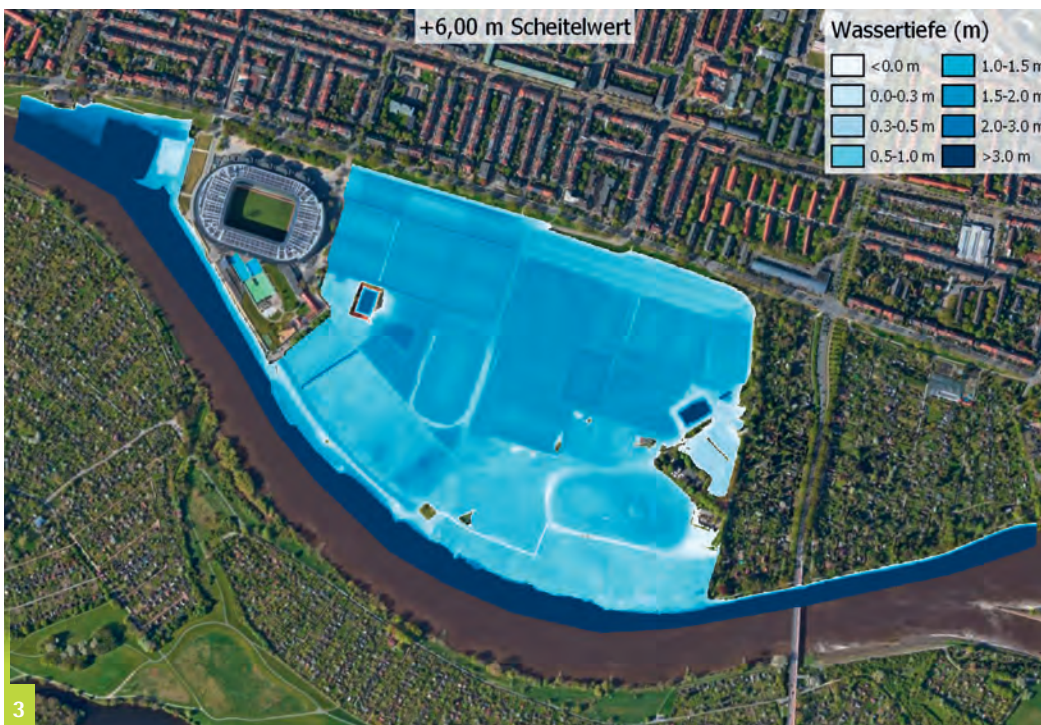 +6,00 m Scheitelwert
Wassertiefe (m)
<0.0 m
0.0-0.3 m
0.3-0.5 m
0.5-1.0 m
1.0-1.5 m
1.5-2.0 m
2.0-3.0 m
>3.0 m
3